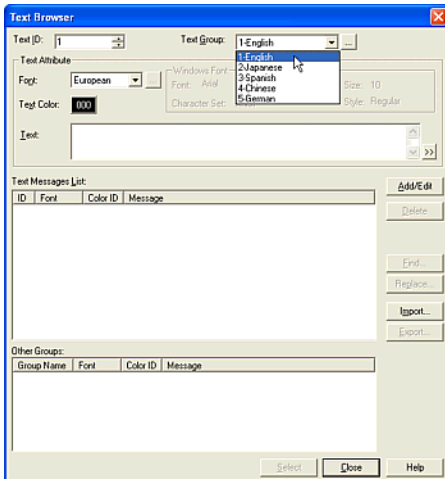 Text Browser
Text ID: 1 Text Group: 1-English ...
1-English
2-Japanese
3-Spanish
4-Chinese
5-German
Text Attribute
Windows Font
Font: European ... Font: Arial Size: 10
Text Color: 000 Character Set: Style: Regular
Text: >>
Text Messages List:
ID Font Color ID Message
Add/Edit
Delete
Find...
Replace...
Import...
Export...
Other Groups:
Group Name Font Color ID Message
Select Close Help